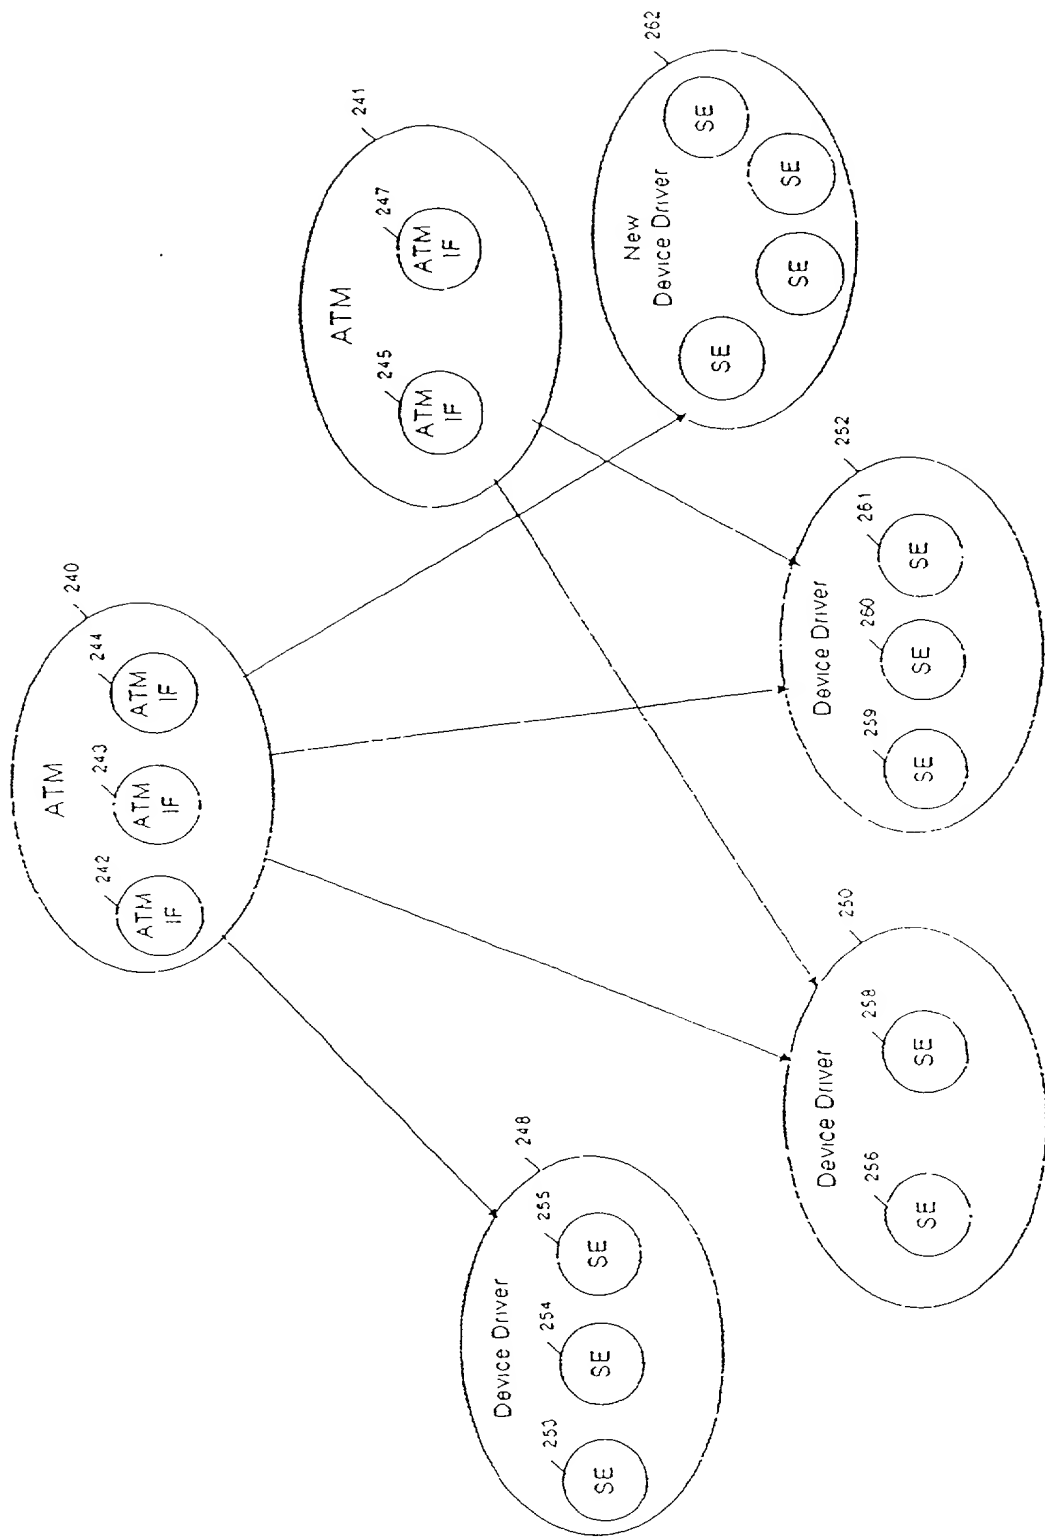 240
ATM
242
ATM
IF
243
ATM
IF
244
ATM
IF
241
ATM
245
ATM
IF
247
ATM
IF
248
Device Driver
253
SE
254
SE
255
SE
250
Device Driver
256
SE
258
SE
252
Device Driver
259
SE
260
SE
261
SE
262
New
Device Driver
SE
SE
SE
SE